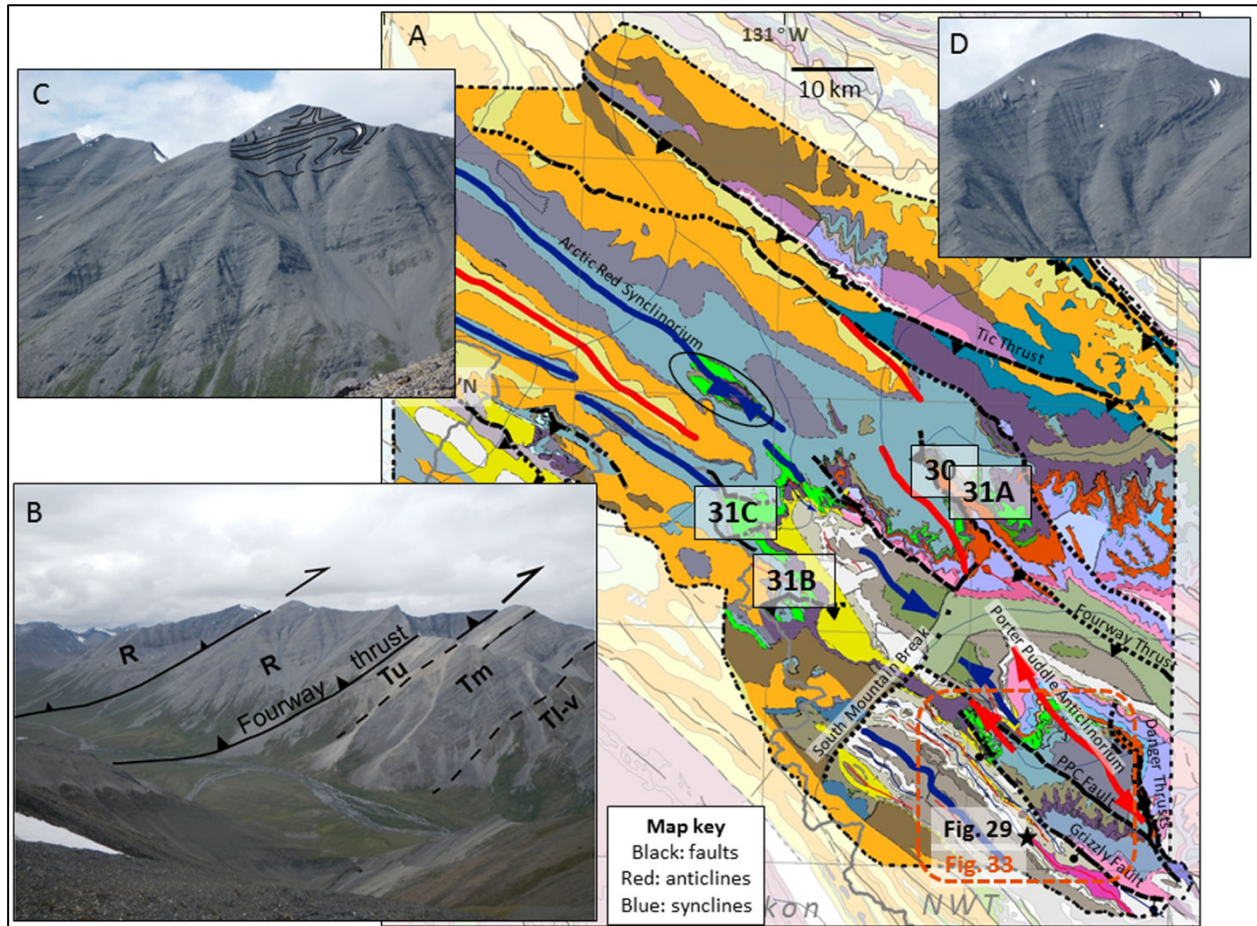 A
131° W
10 km
D
C
Arctic Red Synclinorium
Tic Thrust
N
30
31A
31C
31B
B
R
R
Fourway thrust
Tu
Tm
Tl-v
Fourway Thrust
Porter Puddle Anticlinorium
South Mountain Break
Danger Thrusts
PPC Fault
Grizzly Fault
Fig. 29
Fig. 33
Map key
Black: faults
Red: anticlines
Blue: synclines
kon
NWT